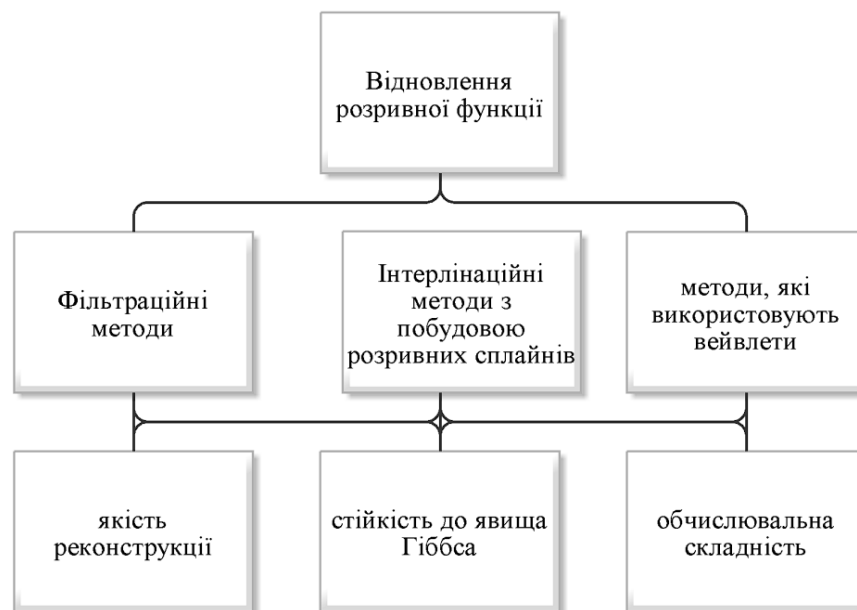 Відновлення
розривної функції
Фільтраційні
методи
Інтерлінаційні
методи з
побудовою
розривних сплайнів
методи, які
використовують
вейвлети
якість
реконструкції
стійкість до явища
Гіббса
обчислювальна
складність